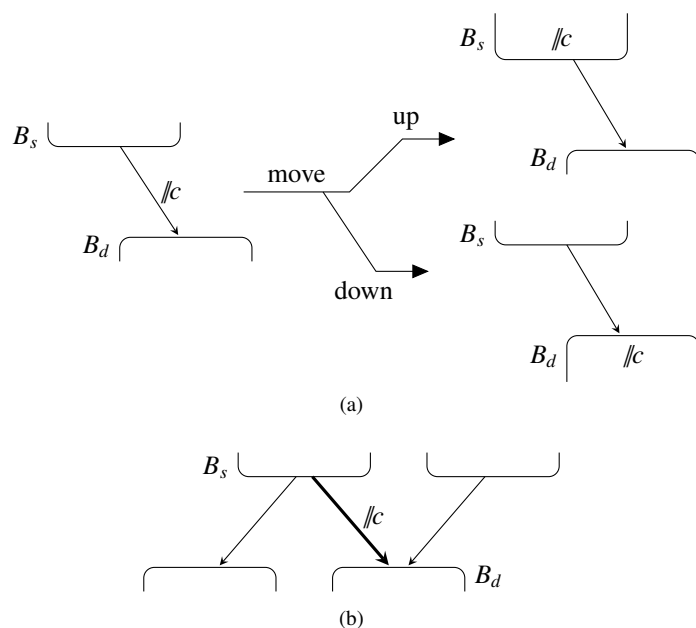 B_s //c
up
B_s
B_d
move
//c
B_d
B_s
down
B_d //c
(a)
B_s
//c
B_d
(b)